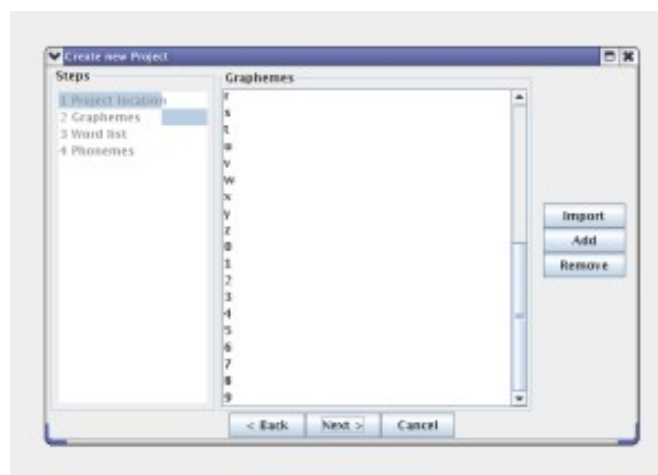 Create new Project
Steps
1 Project location
2 Graphemes
3 Word list
4 Phonemes
Graphemes
r
s
t
u
v
w
x
y
z
0
1
2
3
4
5
6
7
8
9
Import
Add
Remove
< Back
Next >
Cancel